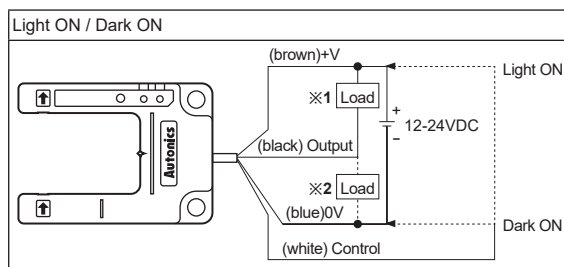 Light ON / Dark ON
(brown)+V
Light ON
※1 Load
+
12-24VDC
−
(black) Output
Autonics
※2 Load
(blue)0V
Dark ON
(white) Control